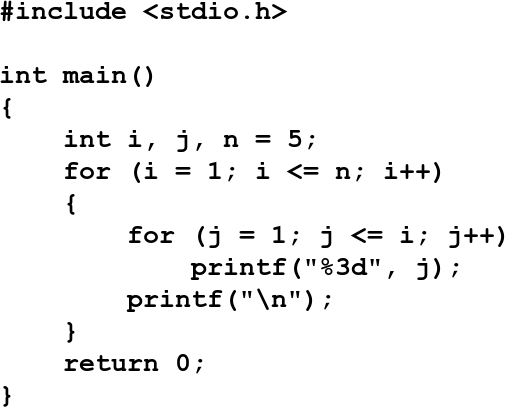 #include <stdio.h>

int main()
{
    int i, j, n = 5;
    for (i = 1; i <= n; i++)
    {
        for (j = 1; j <= i; j++)
            printf("%3d", j);
        printf("\n");
    }
    return 0;
}